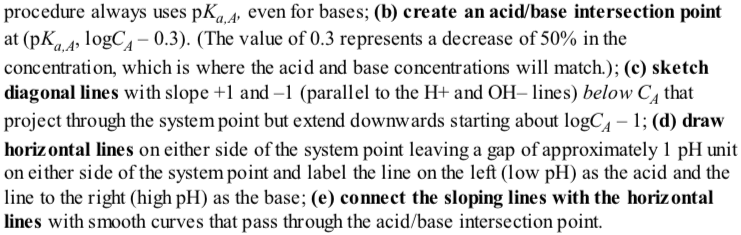 procedure always uses pKa,A, even for bases; (b) create an acid/base intersection point
at (pKa,A, logCA – 0.3). (The value of 0.3 represents a decrease of 50% in the
concentration, which is where the acid and base concentrations will match.); (c) sketch
diagonal lines with slope +1 and –1 (parallel to the H+ and OH– lines) below CA that
project through the system point but extend downwards starting about logCA – 1; (d) draw
horizontal lines on either side of the system point leaving a gap of approximately 1 pH unit
on either side of the system point and label the line on the left (low pH) as the acid and the
line to the right (high pH) as the base; (e) connect the sloping lines with the horizontal
lines with smooth curves that pass through the acid/base intersection point.